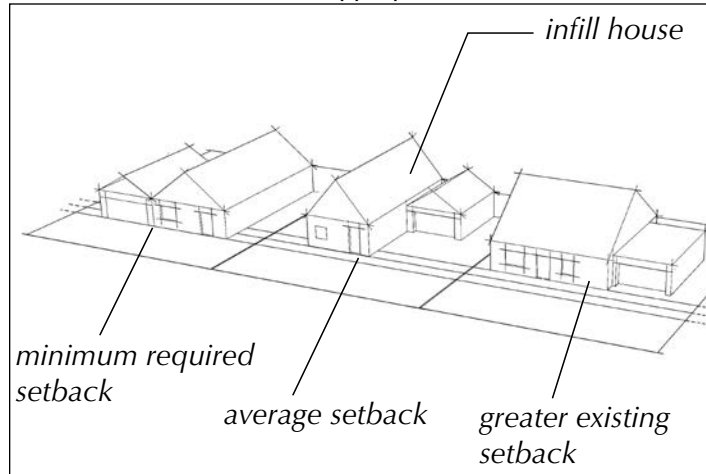 infill house
minimum required
setback
average setback
greater existing
setback